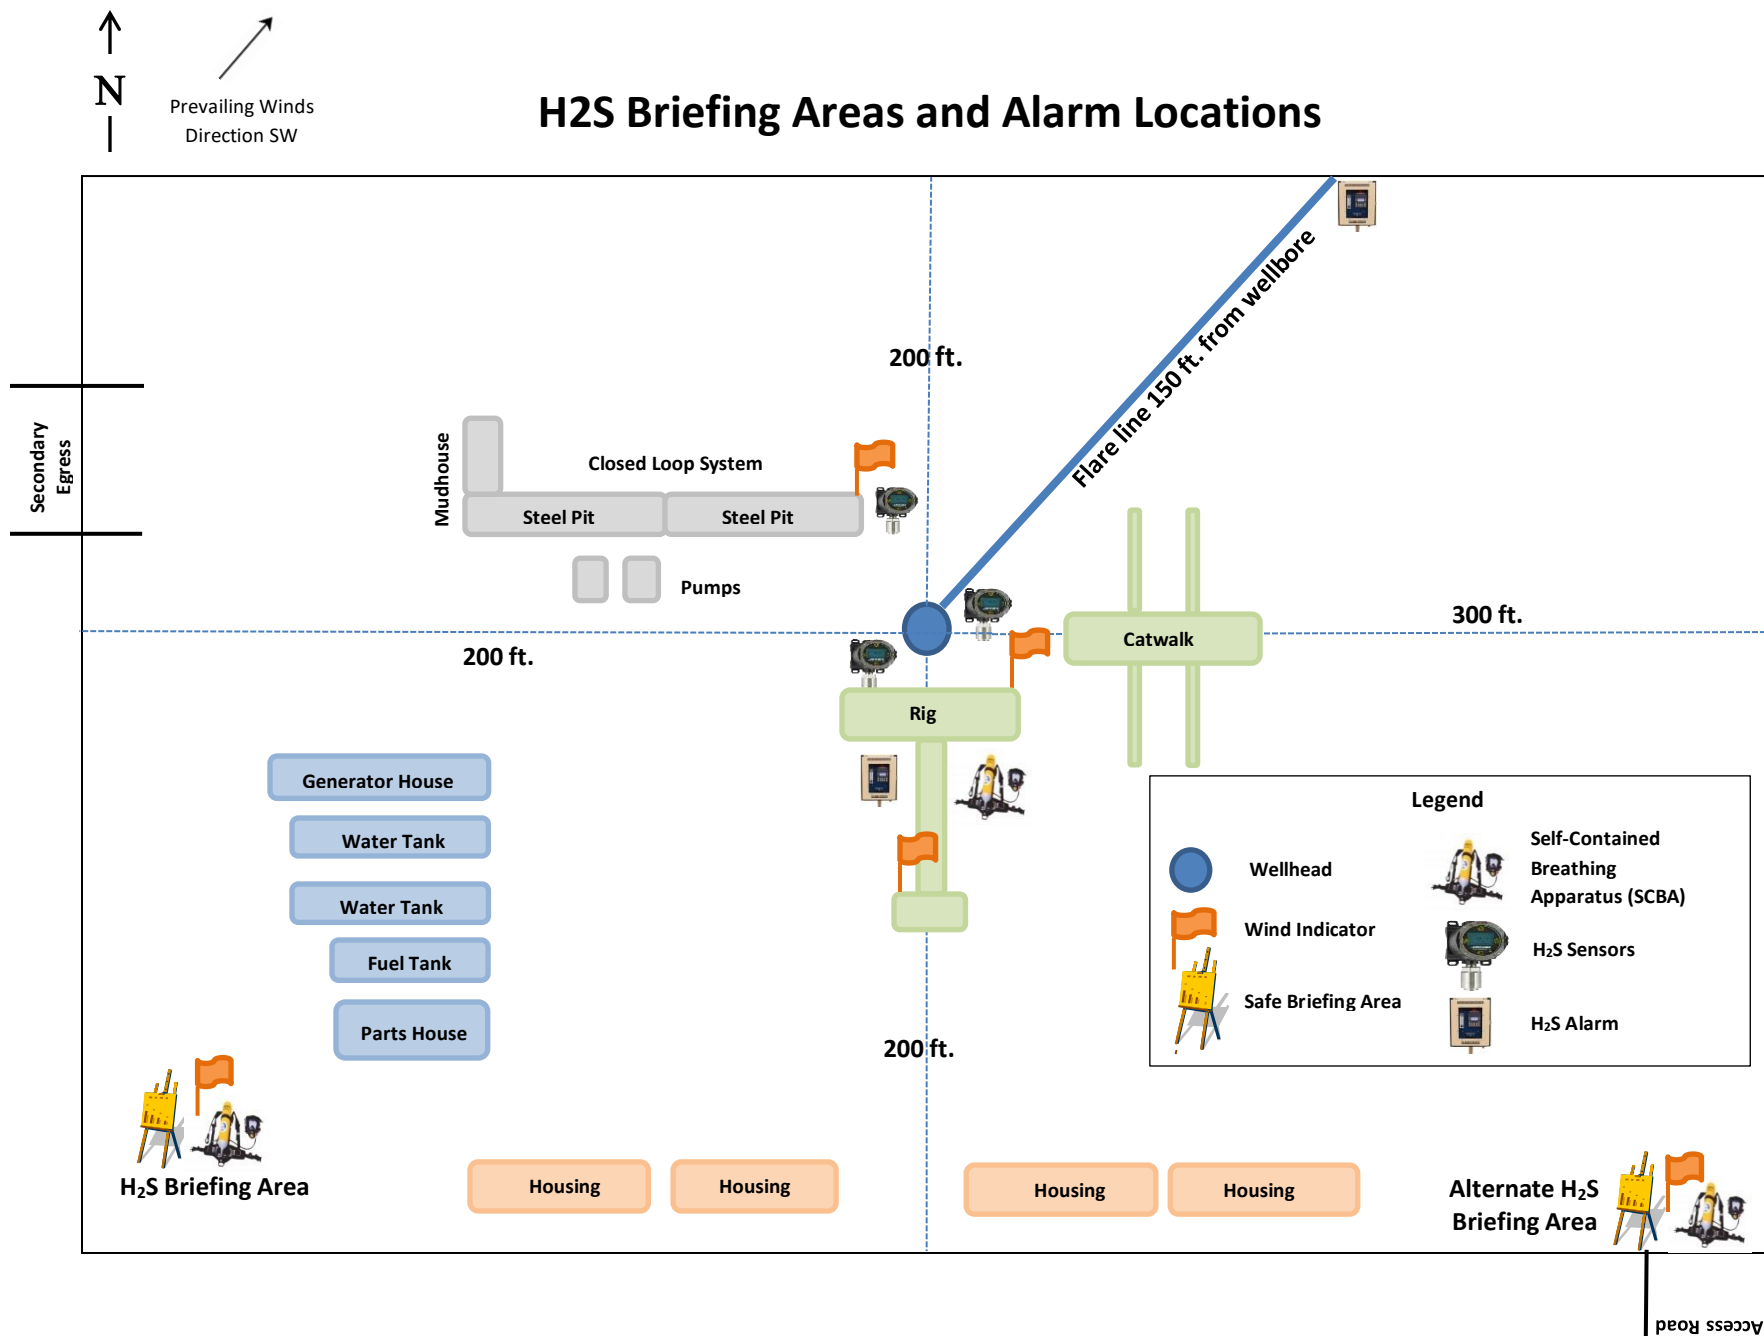 N
Prevailing Winds
Direction SW
H2S Briefing Areas and Alarm Locations
Flare line 150 ft. from wellbore
200 ft.
Secondary
Egress
Mudhouse
Closed Loop System
Steel Pit
Steel Pit
Pumps
300 ft.
Catwalk
200 ft.
Rig
Generator House
Water Tank
Water Tank
Fuel Tank
Parts House
200 ft.
Legend
Wellhead
Wind Indicator
Safe Briefing Area
Self-Contained
Breathing
Apparatus (SCBA)
H₂S Sensors
H₂S Alarm
H₂S Briefing Area
Housing
Housing
Housing
Housing
Alternate H₂S
Briefing Area
Access Road